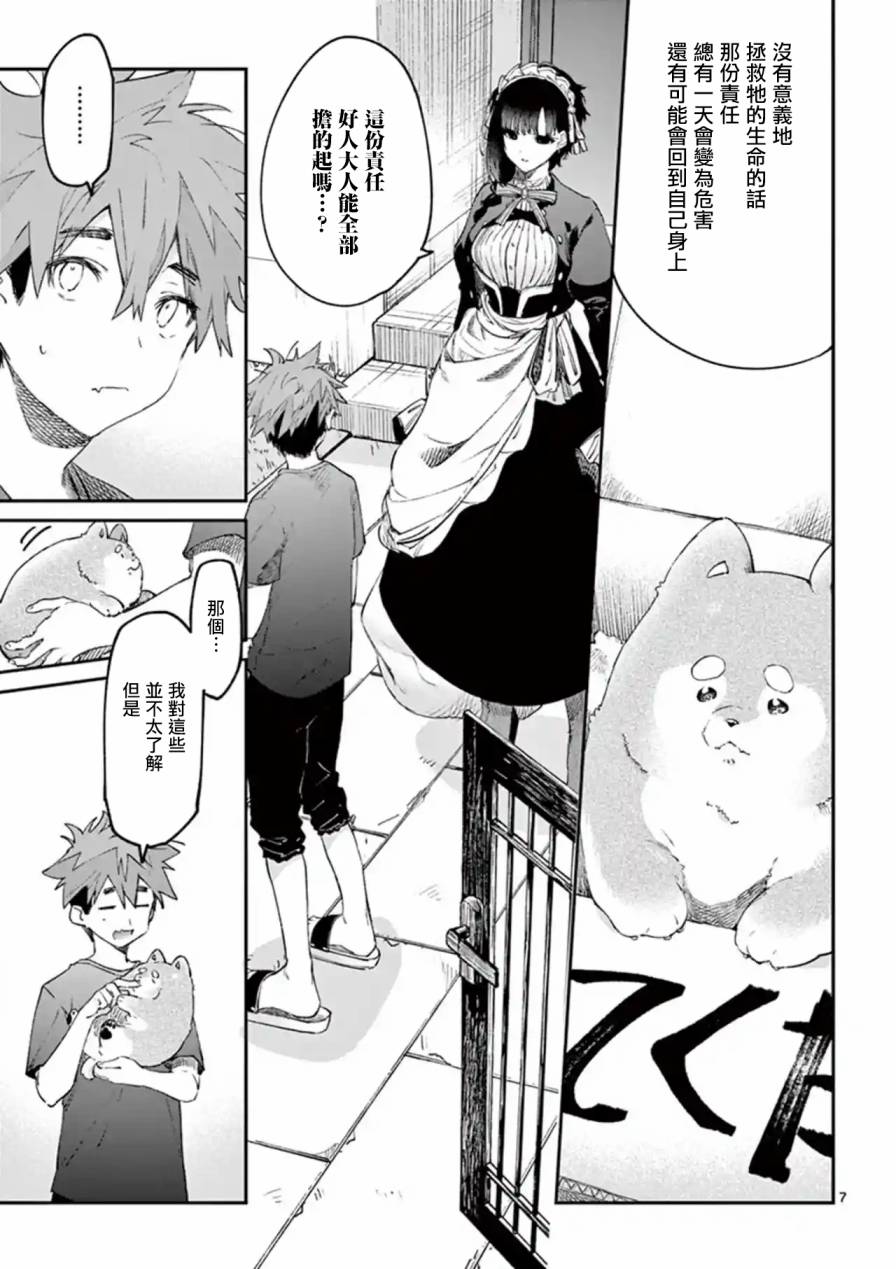 沒有意義地
拯救牠的生命的話
那份責任
總有一天會變為危害
還有可能會回到自己身上
這份責任
好人大人能全部
擔的起嗎…?
………
那個…
我對這些
並不太了解
但是
てくだ
7